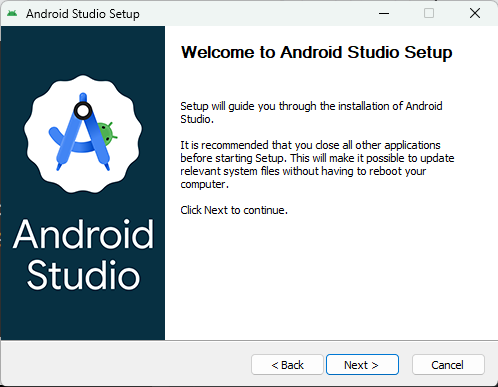 Android Studio Setup
Welcome to Android Studio Setup
Setup will guide you through the installation of Android
Studio.
It is recommended that you close all other applications
before starting Setup. This will make it possible to update
relevant system files without having to reboot your
computer.
Click Next to continue.
Android
Studio
< Back
Next >
Cancel